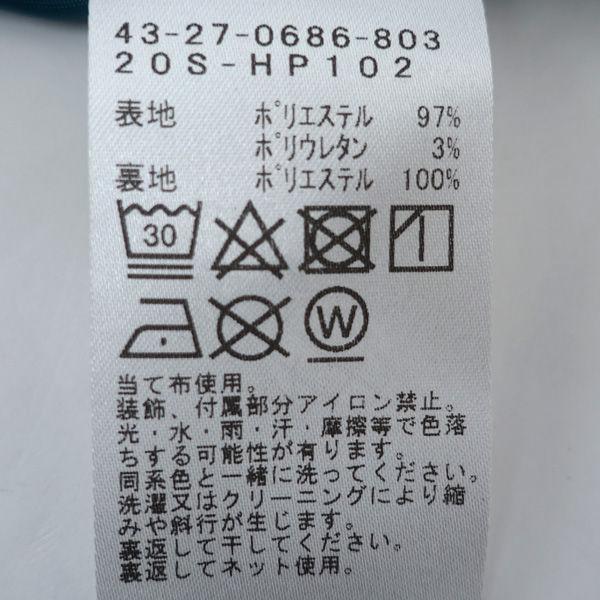 43-27-0686-803
20S-HP102
表地 ポリエステル 97%
ポリウレタン 3%
裏地 ポリエステル 100%
30
W
当て布使用。
装飾、付属部分アイロン禁止。
光・水・雨・汗・摩擦等で色落
ちする可能性が有ります。
同系色と一緒に洗ってください。
洗濯又はクリーニングにより縮
みや斜行が生じます。
裏返して干してください。
裏返してネット使用。